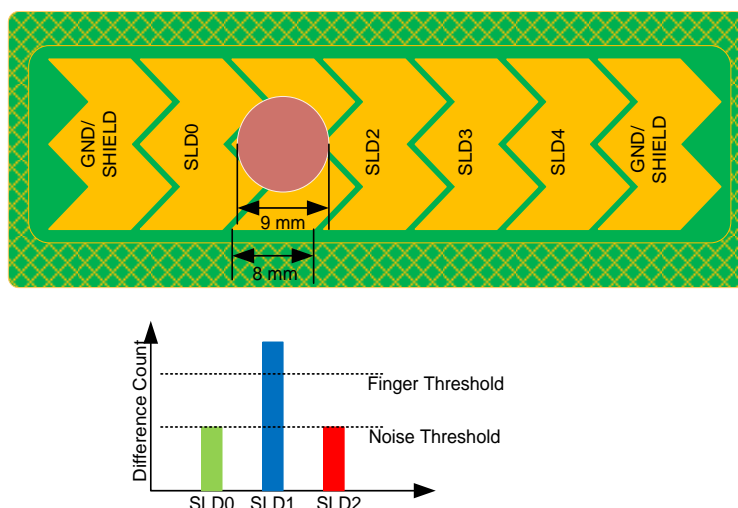 GND/
SHIELD
SLD0
SLD2
SLD3
SLD4
GND/
SHIELD
9 mm
8 mm
Difference Count
Finger Threshold
Noise Threshold
SLD0 SLD1 SLD2